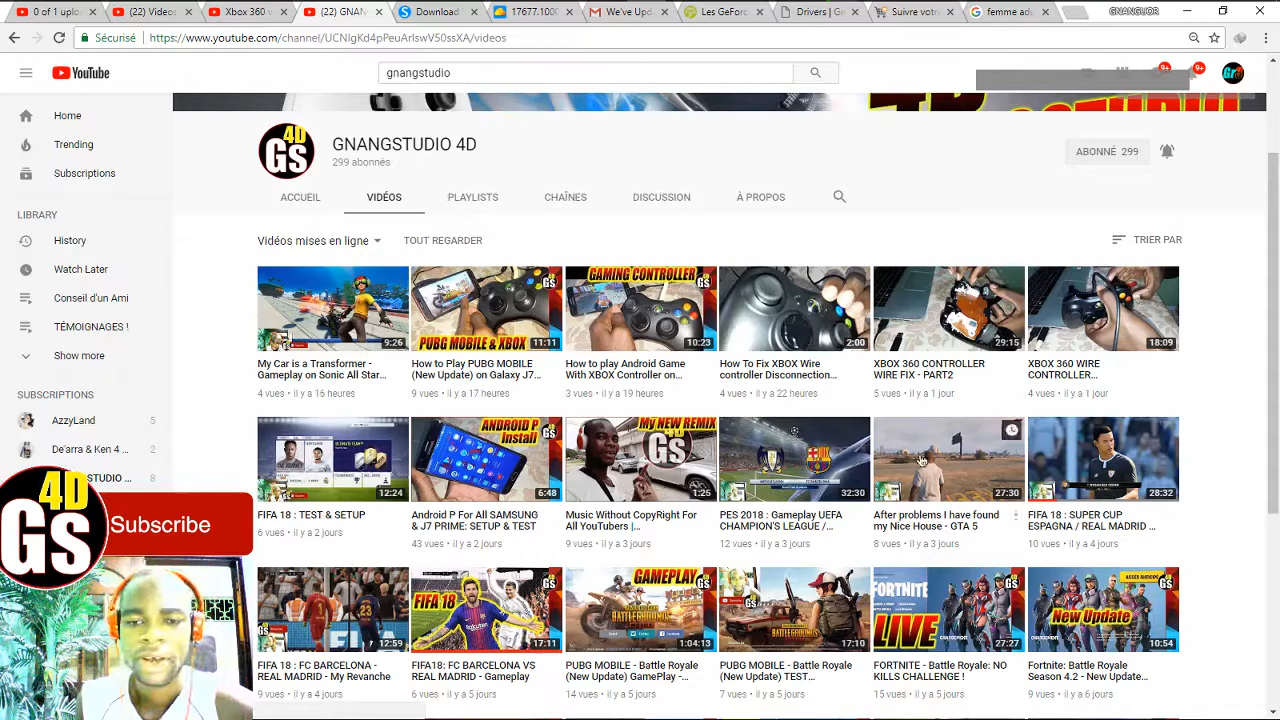 0 of 1 uplo
(22) Videos
Xbox 360 w
(22) GNAN
Download
17677.10
We've Up
Les Record
Drivers | Ge
Suivre votr
femme ad
GNANGUOR
Sécurisé
YouTube
gnangstudio
9+
9+
Home
Trending
Subscriptions
LIBRARY
History
Watch Later
Conseil d'un Ami
TÉMOIGNAGES !
Show more
SUBSCRIPTIONS
AzzyLand 5
De'arra & Ken 4 ... 2
STUDIO ... 8
4D
GS
Subscribe
4D
GS
GNANGSTUDIO 4D
299 abonnés
ABONNÉ 299
ACCUEIL
VIDÉOS
PLAYLISTS
CHAÎNES
DISCUSSION
À PROPOS
Vidéos mises en ligne
TOUT REGARDER
TRIER PAR
9:26
My Car is a Transformer -
Gameplay on Sonic All Star...
4 vues • il y a 16 heures
PUBG MOBILE & XBOX
11:11
How to Play PUBG MOBILE
(New Update) on Galaxy J7...
9 vues • il y a 17 heures
GAMING CONTROLLER
10:23
How to play Android Game
With XBOX Controller on...
3 vues • il y a 19 heures
2:00
How To Fix XBOX Wire
controller Disconnection...
4 vues • il y a 22 heures
29:15
XBOX 360 CONTROLLER
WIRE FIX - PART2
5 vues • il y a 1 jour
18:09
XBOX 360 WIRE
CONTROLLER...
4 vues • il y a 1 jour
12:24
FIFA 18 : TEST & SETUP
6 vues • il y a 2 jours
ANDROID P
Install
6:48
Android P For All SAMSUNG
& J7 PRIME: SETUP & TEST
43 vues • il y a 2 jours
My NEW REMIX
4D
GS
1:25
Music Without CopyRight For
All YouTubers |...
9 vues • il y a 3 jours
32:30
PES 2018 : Gameplay UEFA
CHAMPION'S LEAGUE /...
12 vues • il y a 3 jours
27:30
After problems I have found
my Nice House - GTA 5
8 vues • il y a 3 jours
28:32
FIFA 18 : SUPER CUP
ESPAGNA / REAL MADRID ...
10 vues • il y a 4 jours
12:59
FIFA 18 : FC BARCELONA -
REAL MADRID - My Revanche
9 vues • il y a 4 jours
FIFA 18
17:11
FIFA18: FC BARCELONA VS
REAL MADRID - Gameplay
6 vues • il y a 5 jours
GAMEPLAY
BATTLEGROUNDS
1:04:13
PUBG MOBILE - Battle Royale
(New Update) GamePlay -...
14 vues • il y a 5 jours
BATTLEGROUNDS
17:10
PUBG MOBILE - Battle Royale
(New Update) TEST...
7 vues • il y a 5 jours
FORTNITE
LIVE
27:27
FORTNITE - Battle Royale: NO
KILLS CHALLENGE !
15 vues • il y a 5 jours
New Update
10:54
Fortnite: Battle Royale
Season 4.2 - New Update...
9 vues • il y a 6 jours